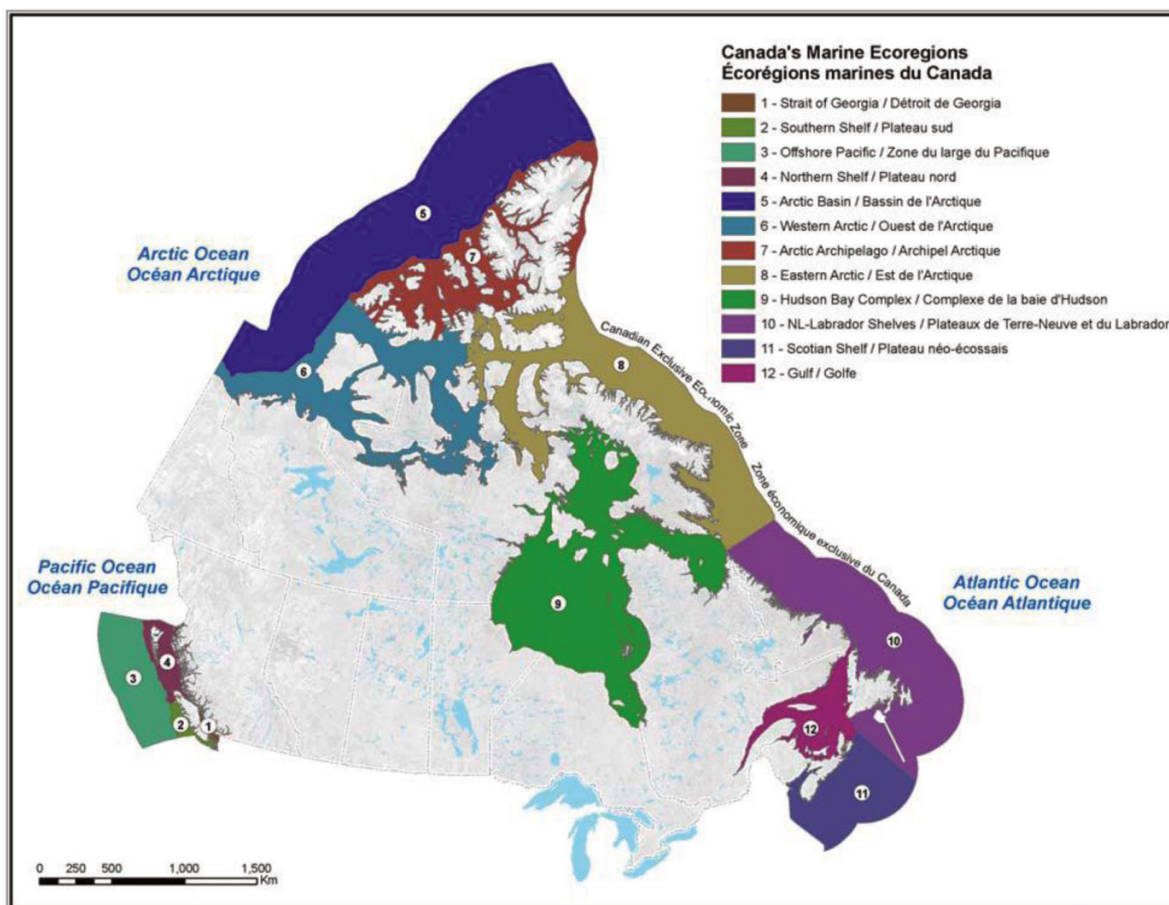 Canada's Marine Ecoregions
Écorégions marines du Canada
1 - Strait of Georgia / Détroit de Georgia
2 - Southern Shelf / Plateau sud
3 - Offshore Pacific / Zone du large du Pacifique
4 - Northern Shelf / Plateau nord
5 - Arctic Basin / Bassin de l'Arctique
6 - Western Arctic / Ouest de l'Arctique
7 - Arctic Archipelago / Archipel Arctique
8 - Eastern Arctic / Est de l'Arctique
9 - Hudson Bay Complex / Complexe de la baie d'Hudson
10 - NL-Labrador Shelves / Plateaux de Terre-Neuve et du Labrador
11 - Scotian Shelf / Plateau néo-écossais
12 - Gulf / Golfe
5
Arctic Ocean
Océan Arctique
7
6
8
Canadian Exclusive Economic Zone
Zone économique exclusive du Canada
Pacific Ocean
Océan Pacifique
Atlantic Ocean
Océan Atlantique
9
10
4
3
2
1
12
11
0 250 500 1,000 1,500
Km